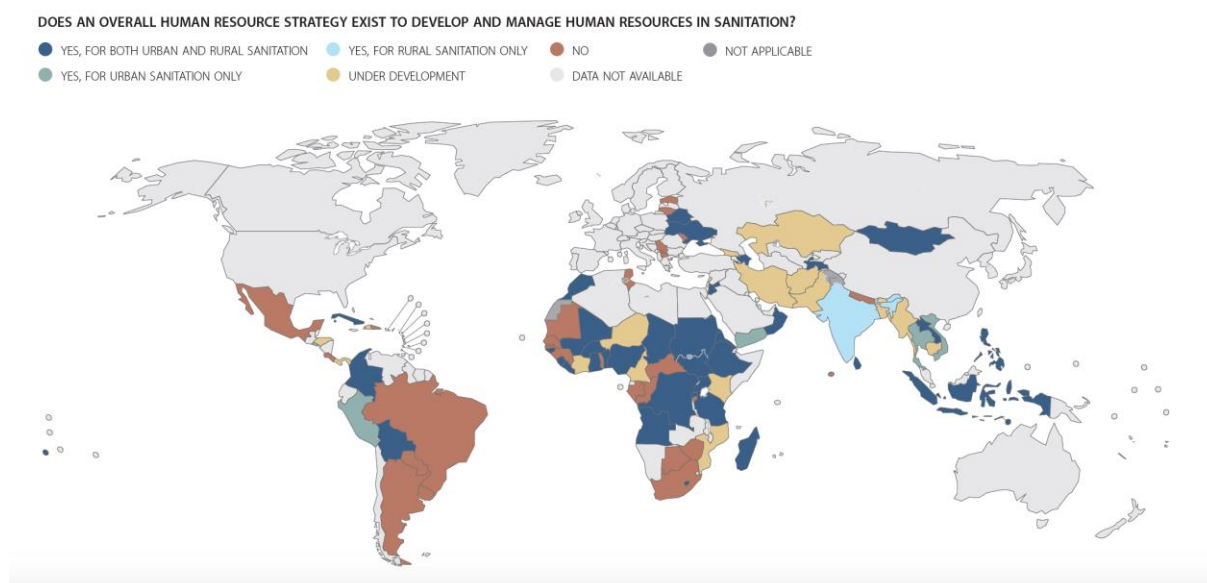 DOES AN OVERALL HUMAN RESOURCE STRATEGY EXIST TO DEVELOP AND MANAGE HUMAN RESOURCES IN SANITATION?
YES, FOR BOTH URBAN AND RURAL SANITATION YES, FOR RURAL SANITATION ONLY NO NOT APPLICABLE
YES, FOR URBAN SANITATION ONLY UNDER DEVELOPMENT DATA NOT AVAILABLE